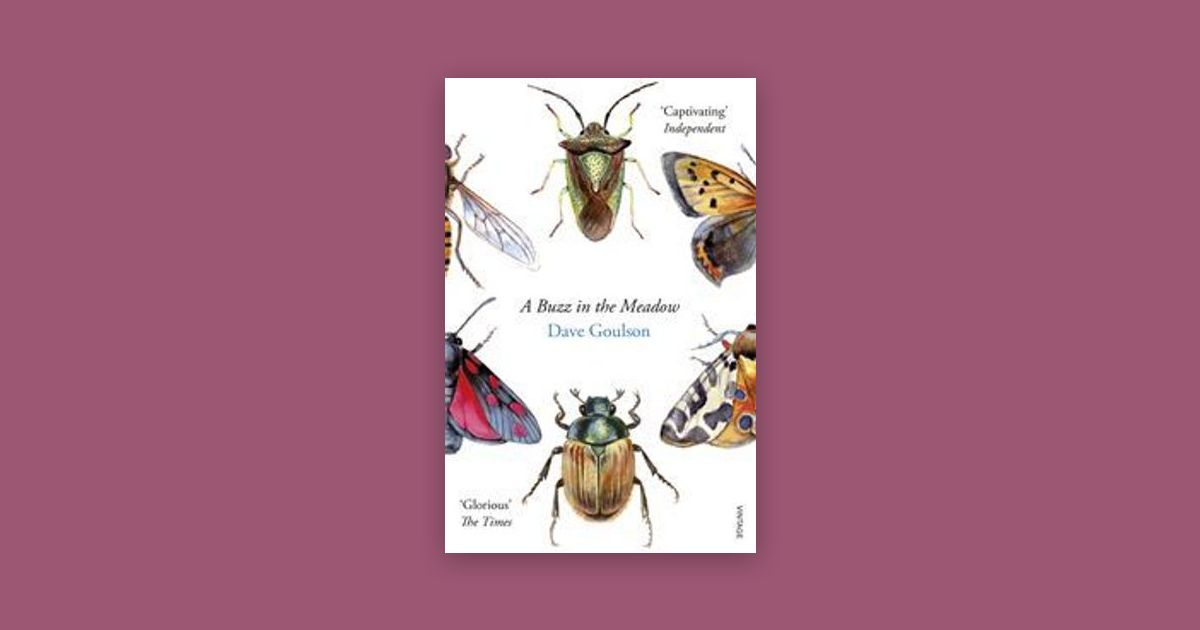 ‘Captivating’
Independent
A Buzz in the Meadow
Dave Goulson
‘Glorious’
The Times
VINTAGE